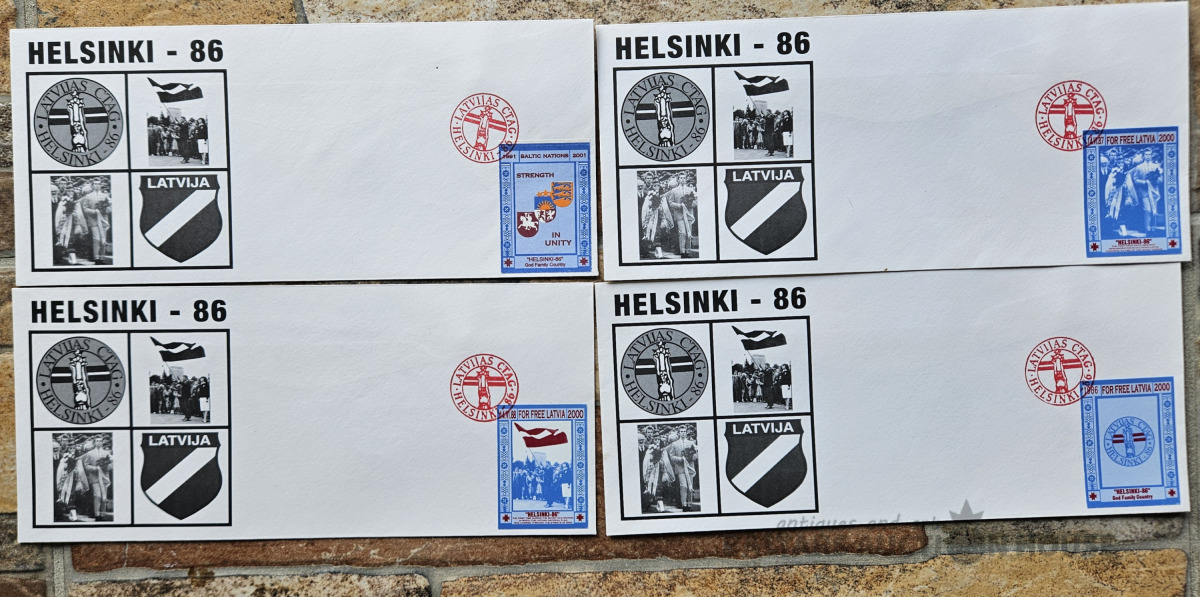 HELSINKI - 86
LATVIJAS CTAG
HELSINKI · 86
LATVIJA
LATVIJAS CTAG
HELSINKI - 86
1991 BALTIC NATIONS 2001
STRENGTH
IN
UNITY
"HELSINKI-86"
God Family Country
HELSINKI - 86
LATVIJAS CTAG
HELSINKI · 86
LATVIJA
LATVIJAS CTAG
HELSINKI - 86
FOR FREE LATVIA 2000
"HELSINKI-86"
HELSINKI - 86
LATVIJAS CTAG
HELSINKI · 86
LATVIJA
LATVIJAS CTAG
HELSINKI - 86
FOR FREE LATVIA 2000
"HELSINKI-86"
HELSINKI - 86
LATVIJAS CTAG
HELSINKI · 86
LATVIJA
LATVIJAS CTAG
HELSINKI - 86
1986 FOR FREE LATVIA 2000
LATVIJAS CTAG
HELSINKI · 86
"HELSINKI-86"
God Family Country
antiques and